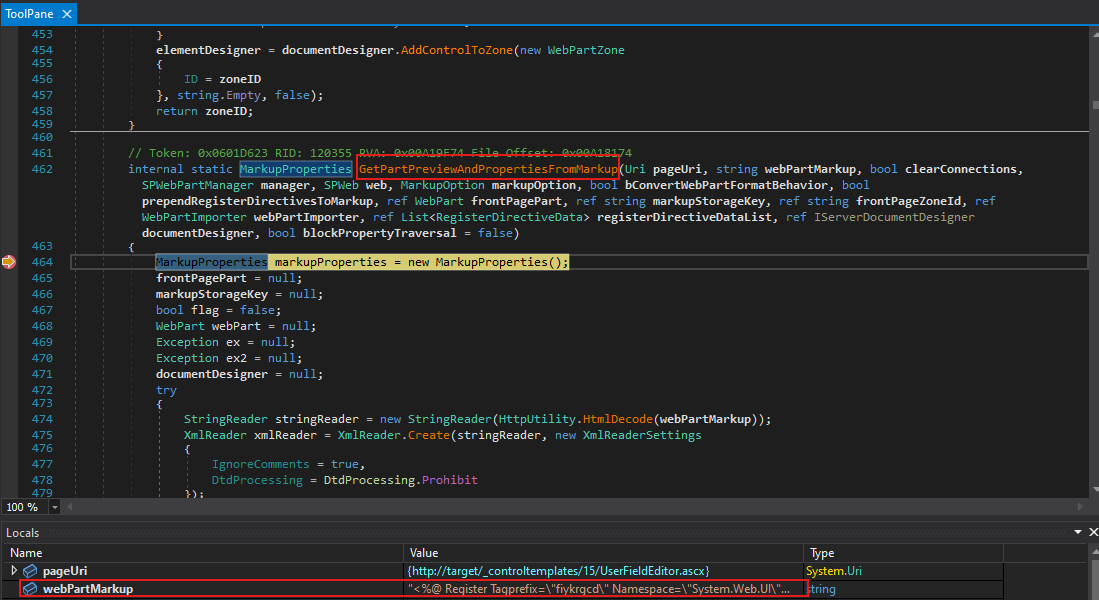 ToolPane
453 }
454 elementDesigner = documentDesigner.AddControlToZone(new WebPartZone
455 {
456 ID = zoneID
457 }, string.Empty, false);
458 return zoneID;
459 }
460
461 // Token: 0x0601D623 RID: 120355 RVA: 0x00A19F74 File Offset: 0x00A18174
462 internal static MarkupProperties GetPartPreviewAndPropertiesFromMarkup(Uri pageUri, string webPartMarkup, bool clearConnections,
SPWebPartManager manager, SPWeb web, MarkupOption markupOption, bool bConvertWebPartFormatBehavior, bool
prependRegisterDirectivesToMarkup, ref WebPart frontPagePart, ref string markupStorageKey, ref string frontPageZoneId, ref
WebPartImporter webPartImporter, ref List<RegisterDirectiveData> registerDirectiveDataList, ref IServerDocumentDesigner
documentDesigner, bool blockPropertyTraversal = false)
463 {
464 MarkupProperties markupProperties = new MarkupProperties();
465 frontPagePart = null;
466 markupStorageKey = null;
467 bool flag = false;
468 WebPart webPart = null;
469 Exception ex = null;
470 Exception ex2 = null;
471 documentDesigner = null;
472 try
473 {
474 StringReader stringReader = new StringReader(HttpUtility.HtmlDecode(webPartMarkup));
475 XmlReader xmlReader = XmlReader.Create(stringReader, new XmlReaderSettings
476 {
477 IgnoreComments = true,
478 DtdProcessing = DtdProcessing.Prohibit
479 });
100 %
Locals
Name Value Type
pageUri {http://target/_controltemplates/15/UserFieldEditor.ascx} System.Uri
webPartMarkup "<%@ Register Tagprefix=\"fiykrgcd\" Namespace=\"System.Web.UI\"... string